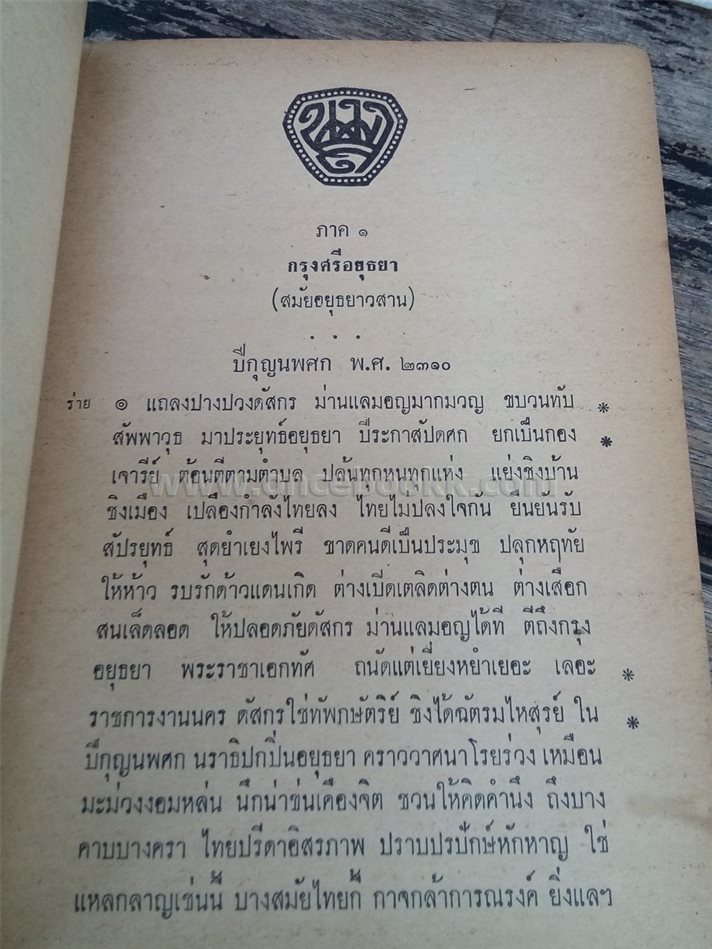 ภาค ๑
กรุงศรีอยุธยา
(สมัยอยุธยาวสาน)
. . .
ปีกุญนพศก พ.ศ. ๒๓๑๐
ร่าย ๑ แถลงปางปวงดัสกร ม่านแลมอญมากมวญ ขบวนทับ *
สัพพาวุธ มาประยุทธ์อยุธยา ปีระกาสัปดศก ยกเป็นกอง *
เจารีย์ ต้อนตีตามตำบล ปล้นทุกหนทุกแห่ง แย่งชิงบ้าน
www.oncebookk.com
ชิงเมือง เปลืองกำลังไทยลง ไทยไม่ปลงใจกัน ยืนยันรับ
สัปรยุทธ์ สุดยำเยงไพรี ขาดคนดีเป็นประมุข ปลุกหฤทัย
ให้ห้าว รบรักด้าวแดนเกิด ต่างเปิดเตลิดต่างตน ต่างเสือก
สนเล็ดลอด ให้ปลอดภัยดัสกร ม่านแลมอญได้ที ตีถึงกรุง
อยุธยา พระราชาเอกทัศ ถนัดแต่เยี่ยงหยำเยอะ เลอะ *
ราชการงานนคร ดัสกรใช่ทัพกษัตริย์ ชิงได้ฉัตรมไหสุรย์ ใน *
ปีกุญนพศก นราธิปกปิ่นอยุธยา คราววาศนาโรยร่วง เหมือน
มะม่วงงอมหล่น นึกน่าข่นเคืองจิต ชวนให้คิดคำนึง ถึงบาง
คาบบางครา ไทยปรีดาอิสรภาพ ปราบปรปักษ์หักหาญ ใช่
แหลกลาญเช่นนี้ บางสมัยไทยก็ กาจกล้าการณรงค์ ยิ่งแลฯ